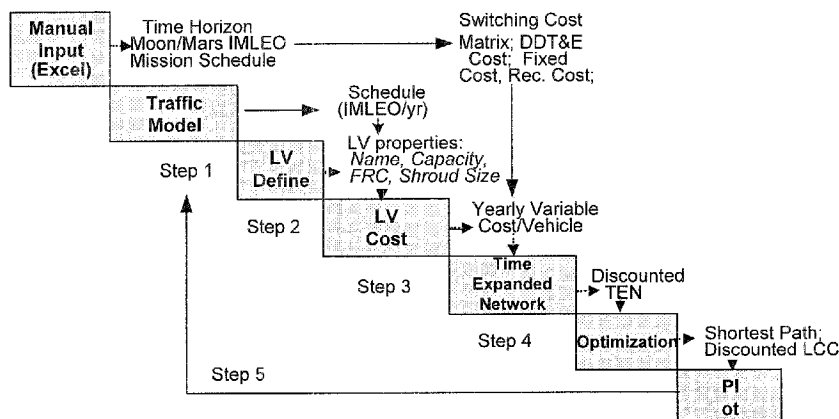 Manual
Input
(Excel)
Time Horizon
Moon/Mars IMLEO
Mission Schedule
Switching Cost
Matrix; DDT&E
Cost; Fixed
Cost, Rec. Cost;
Traffic
Model
Schedule
(IMLEO/yr)
Step 1
LV
Define
LV properties:
Name, Capacity,
FRC, Shroud Size
Step 2
LV
Cost
Yearly Variable
Cost/Vehicle
Step 3
Time
Expanded
Network
Discounted
TEN
Step 4
Optimization
Shortest Path;
Discounted LCC
Step 5
Pl
ot